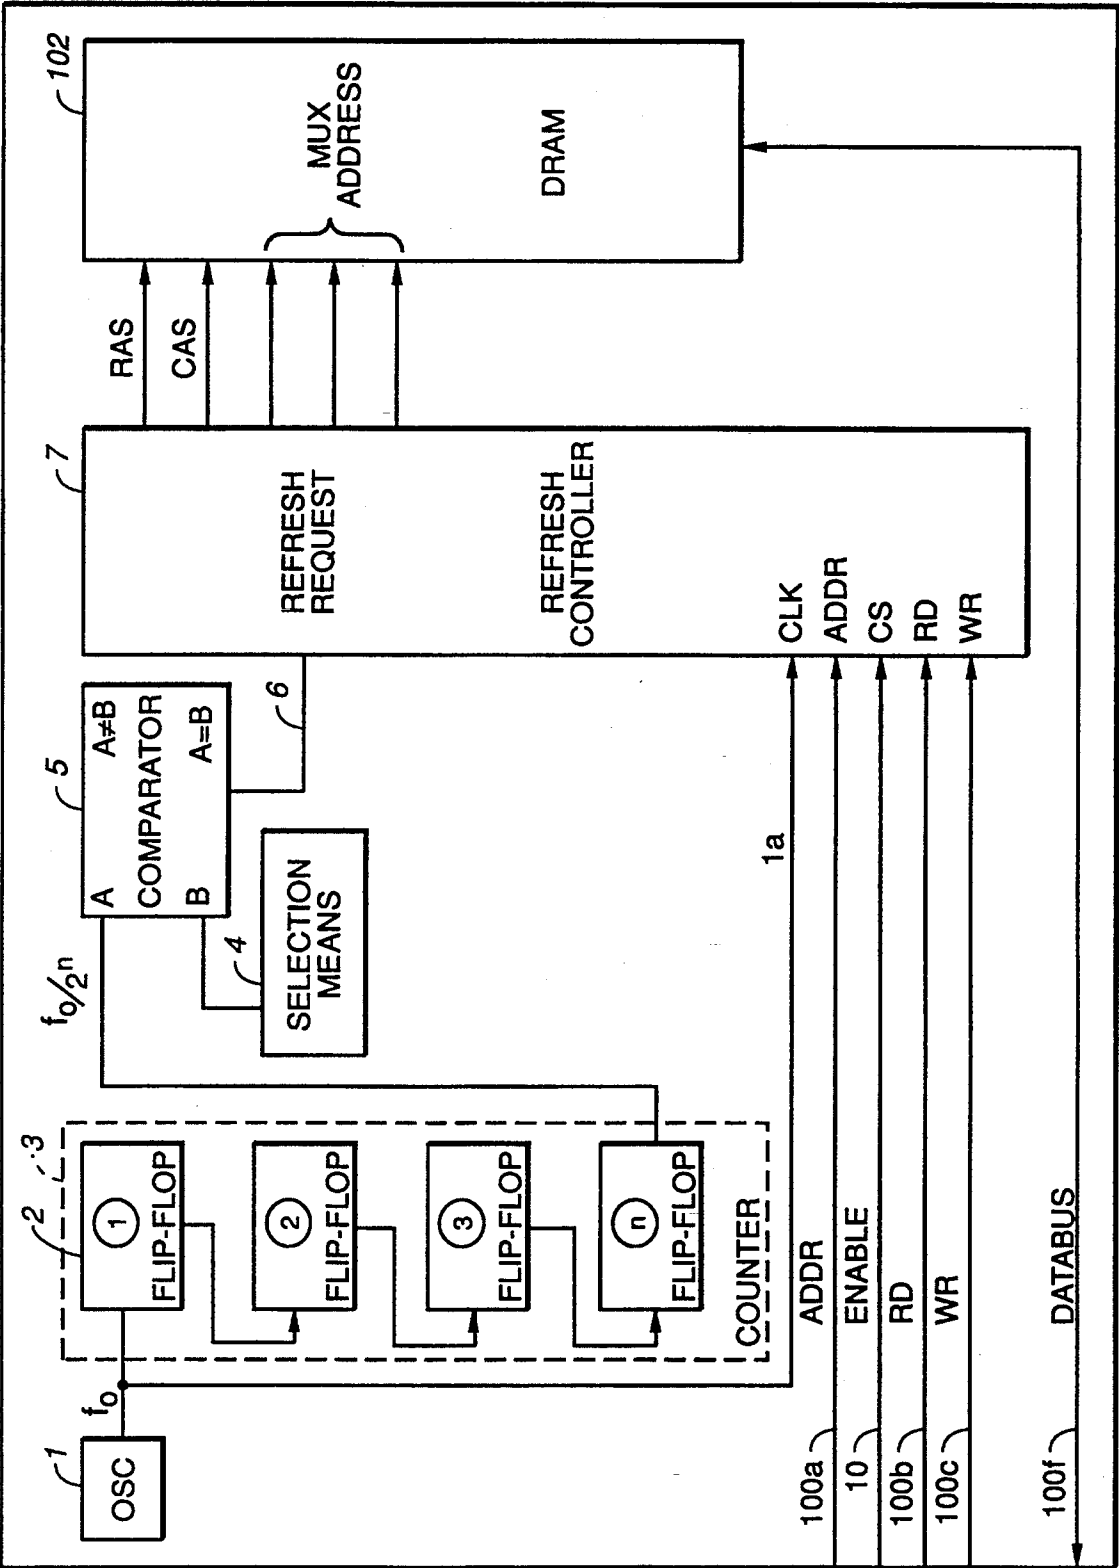 1
OSC
f₀
2
3
1
FLIP-FLOP
2
FLIP-FLOP
3
FLIP-FLOP
n
FLIP-FLOP
COUNTER
f₀/2ⁿ
5
A A≠B
COMPARATOR
B A=B
4
SELECTION
MEANS
6
7
REFRESH
REQUEST
REFRESH
CONTROLLER
CLK
ADDR
CS
RD
WR
RAS
CAS
102
MUX
ADDRESS
DRAM
1a
100a ADDR
10 ENABLE
100b RD
100c WR
100f DATABUS